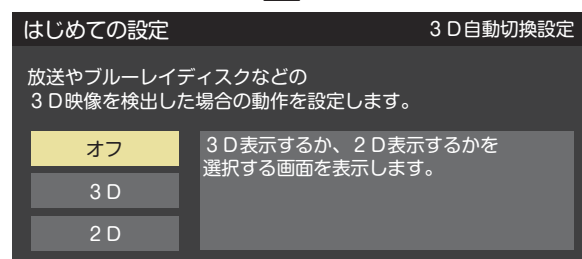 はじめての設定
3D自動切換設定
放送やブルーレイディスクなどの
3D映像を検出した場合の動作を設定します。
オフ
3D
2D
3D表示するか、2D表示するかを
選択する画面を表示します。